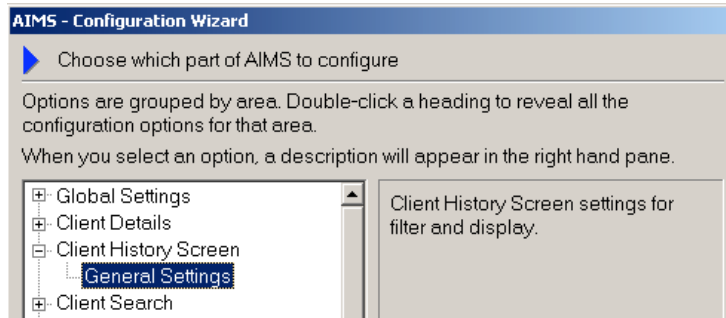 AIMS - Configuration Wizard
Choose which part of AIMS to configure
Options are grouped by area. Double-click a heading to reveal all the
configuration options for that area.
When you select an option, a description will appear in the right hand pane.
Global Settings
Client Details
Client History Screen
General Settings
Client Search
Client History Screen settings for
filter and display.